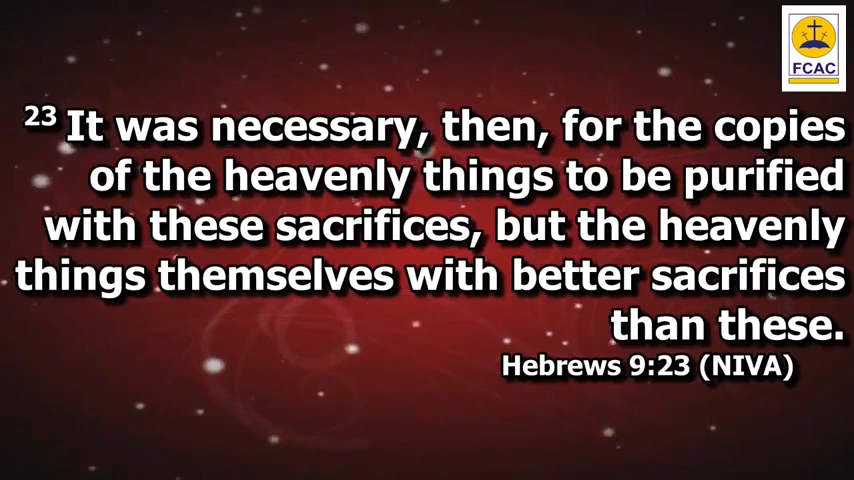 FCAC
23 It was necessary, then, for the copies
of the heavenly things to be purified
with these sacrifices, but the heavenly
things themselves with better sacrifices
than these.
Hebrews 9:23 (NIVA)